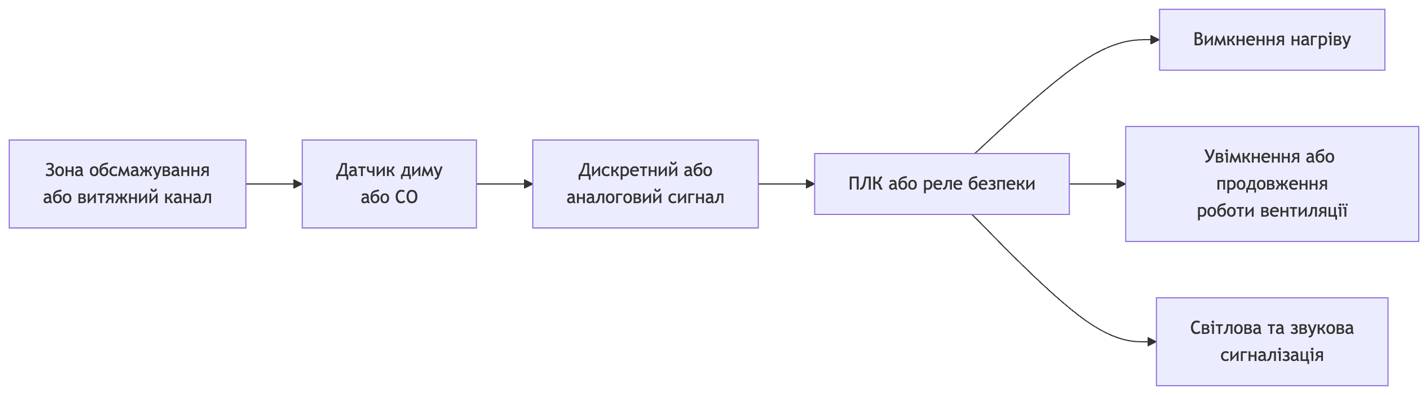 Зона обсмажування
або витяжний канал
Датчик диму
або CO
Дискретний або
аналоговий сигнал
ПЛК або реле безпеки
Вимкнення нагріву
Увімкнення або
продовження
роботи вентиляції
Світлова та звукова
сигналізація